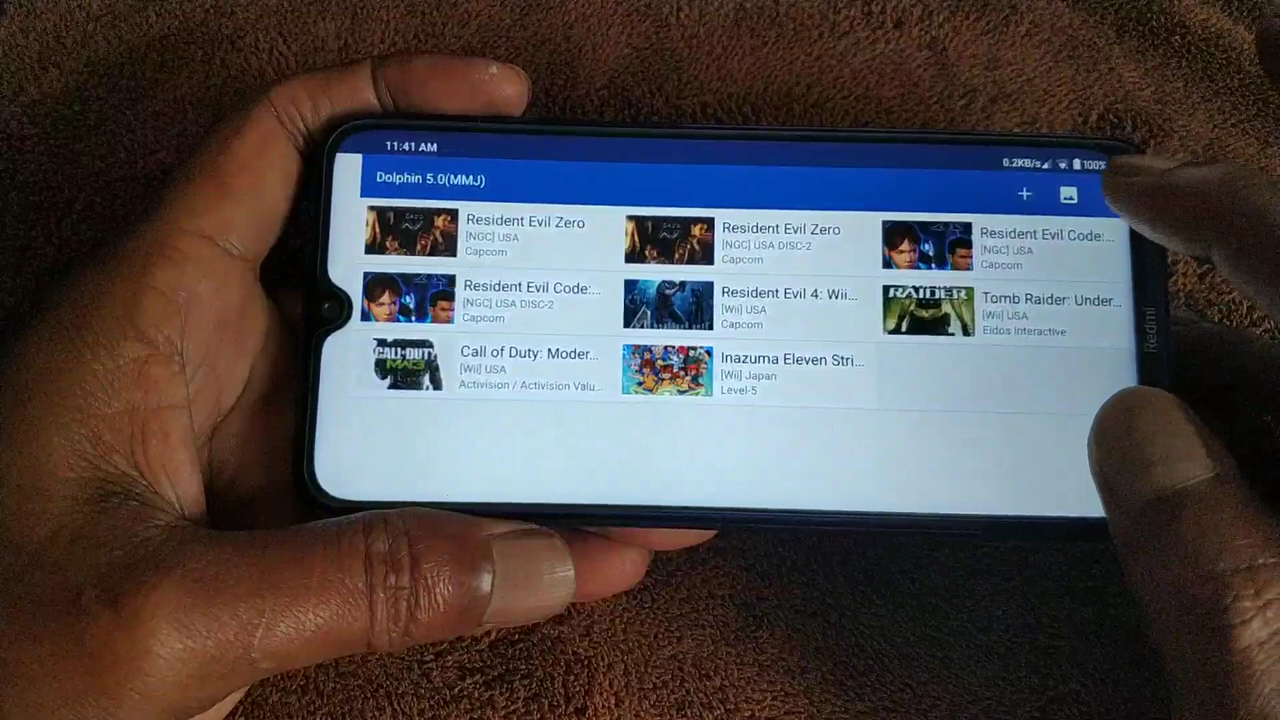 11:41 AM
0.2KB/s
100%
Dolphin 5.0(MMJ)
Resident Evil Zero
[NGC] USA
Capcom
Resident Evil Zero
[NGC] USA DISC-2
Capcom
Resident Evil Code:...
[NGC] USA
Capcom
Resident Evil Code:...
[NGC] USA DISC-2
Capcom
Resident Evil 4: Wii...
[Wii] USA
Capcom
RAIDER
Tomb Raider: Under...
[Wii] USA
Eidos Interactive
CALL OF DUTY
MW3
Call of Duty: Moder...
[Wii] USA
Activision / Activision Valu...
Inazuma Eleven Stri...
[Wii] Japan
Level-5
Redmi